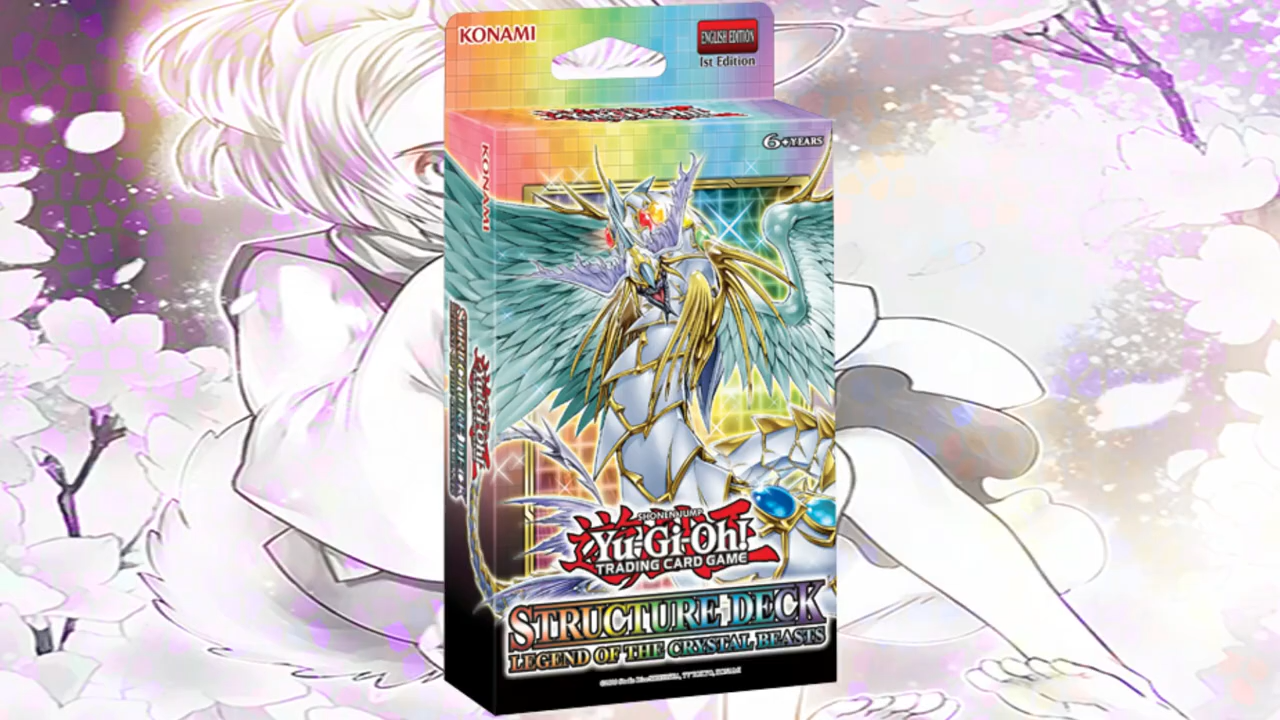 KONAMI
ENGLISH EDITION
1st Edition
6+YEARS
KONAMI
SHONEN JUMP
Yu-Gi-Oh!
TRADING CARD GAME
STRUCTURE DECK
LEGEND OF THE CRYSTAL BEASTS